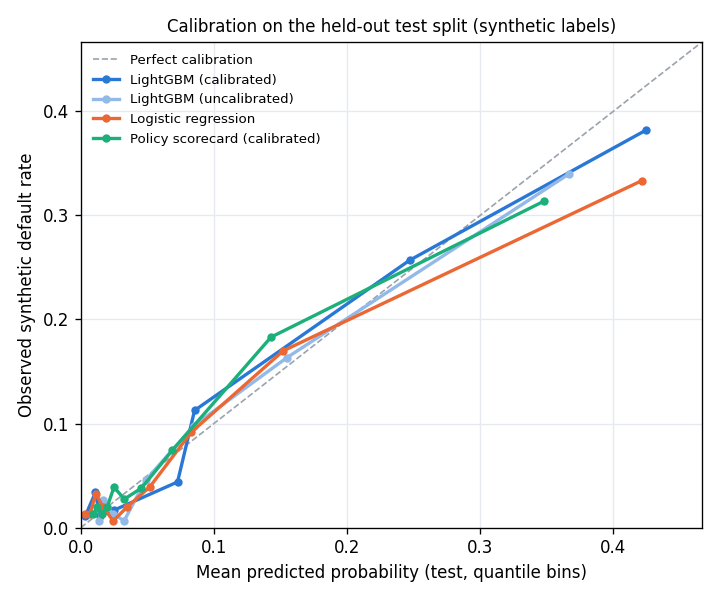 Calibration on the held-out test split (synthetic labels)
Perfect calibration
LightGBM (calibrated)
LightGBM (uncalibrated)
Logistic regression
Policy scorecard (calibrated)
Observed synthetic default rate
0.4
0.3
0.2
0.1
0.0
0.0 0.1 0.2 0.3 0.4
Mean predicted probability (test, quantile bins)